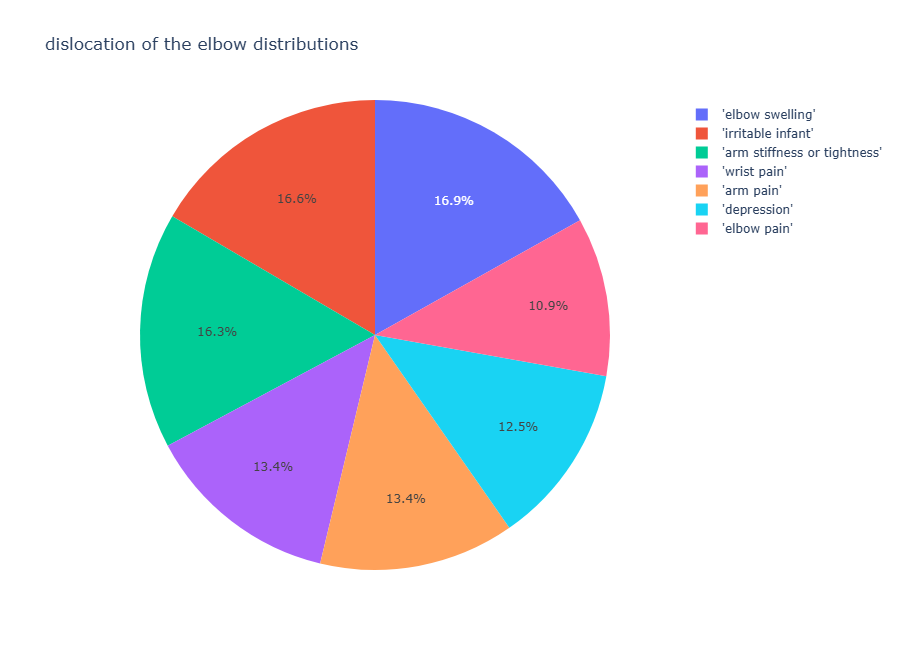 dislocation of the elbow distributions
'elbow swelling'
'irritable infant'
'arm stiffness or tightness'
'wrist pain'
'arm pain'
'depression'
'elbow pain'
16.6%
16.9%
10.9%
16.3%
12.5%
13.4%
13.4%